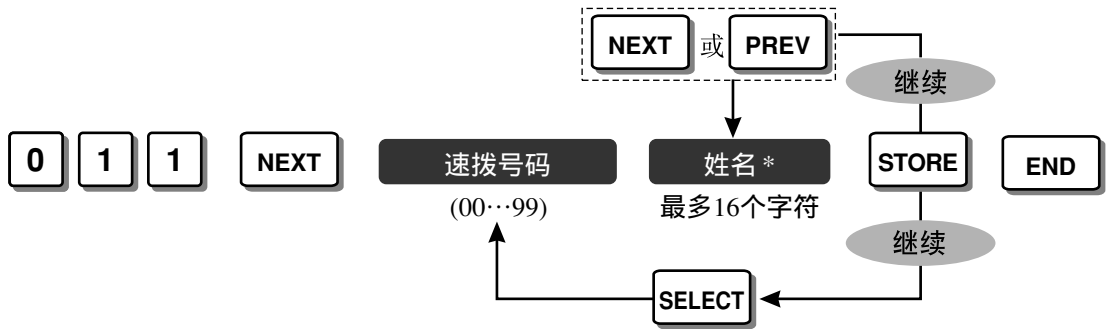 NEXT 或 PREV
继续
0 1 1 NEXT 速拨号码 姓名* STORE END
(00…99) 最多16个字符
继续
SELECT